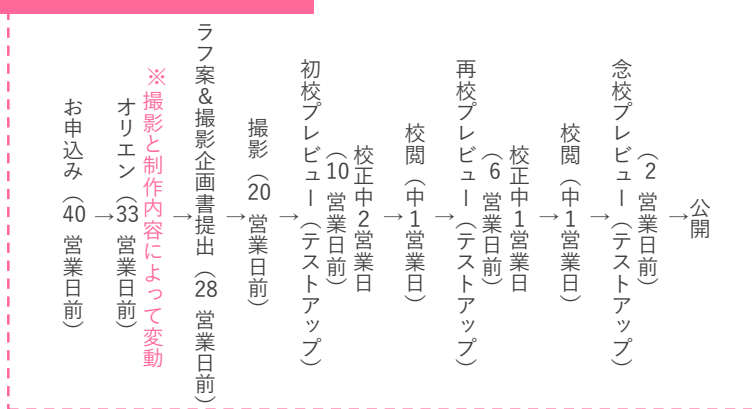 お申込み（40 営業日前）
→
オリエン（33 営業日前）
※撮影と制作内容によって変動
→
ラフ案＆撮影企画書提出（28 営業日前）
→
撮影（20 営業日前）
→
初校プレビュー（テストアップ）
（10 営業日前）
校正中2営業日
→
校閲（中1営業日）
→
再校プレビュー（テストアップ）
（6 営業日前）
校正中1営業日
→
校閲（中1営業日）
→
念校プレビュー（テストアップ）
（2 営業日前）
→
公開